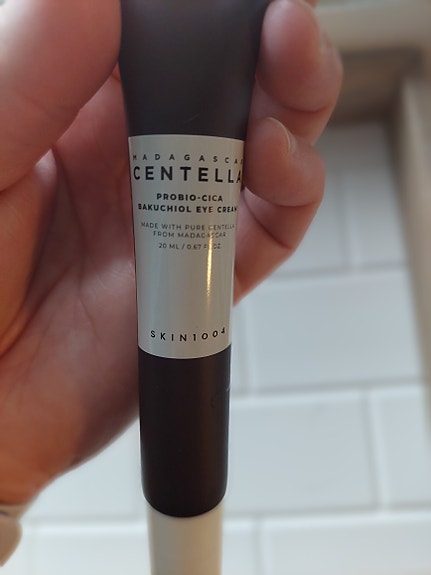 MADAGASCA
CENTELLA
PROBIO-CICA
BAKUCHIOL EYE CREAM
MADE WITH PURE CENTELLA
FROM MADAGASCAR
20 ML / 0.67 FL OZ
SKIN1004